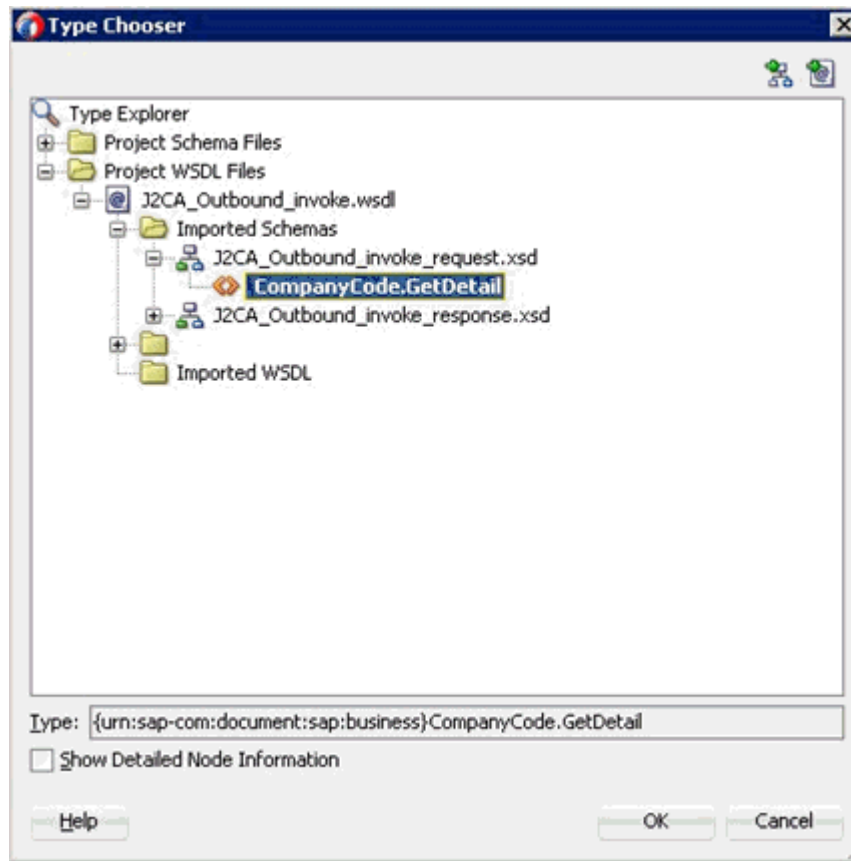 Type Chooser
Type Explorer
Project Schema Files
Project WSDL Files
J2CA_Outbound_invoke.wsdl
Imported Schemas
J2CA_Outbound_invoke_request.xsd
CompanyCode.GetDetail
J2CA_Outbound_invoke_response.xsd
Imported WSDL
Type: {urn:sap-com:document:sap:business}CompanyCode.GetDetail
Show Detailed Node Information
Help OK Cancel